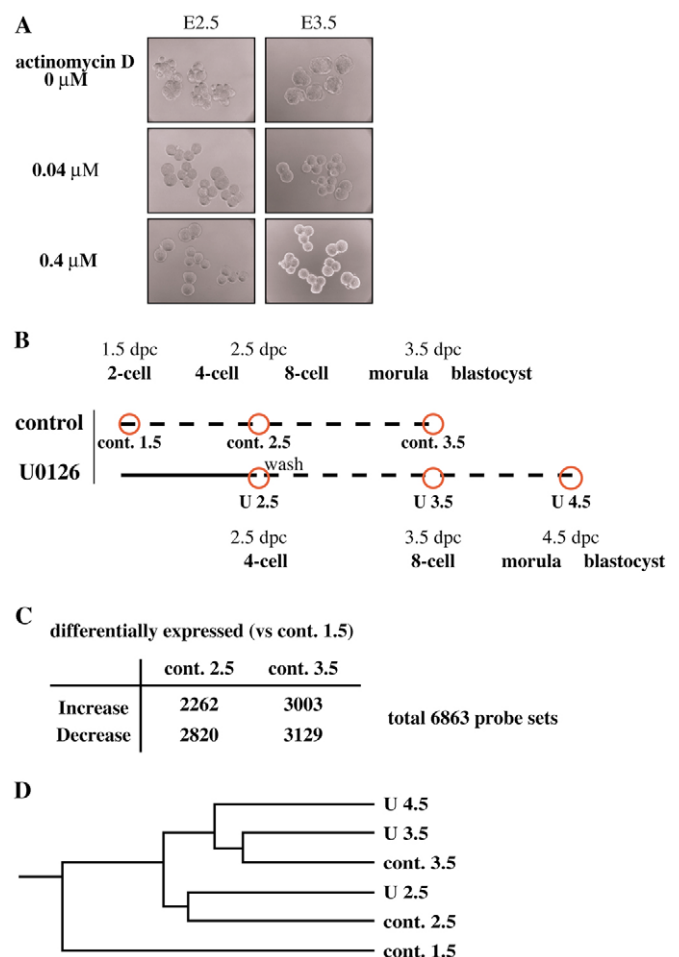 A
E2.5 E3.5
actinomycin D
0 μM
0.04 μM
0.4 μM
B
1.5 dpc 2.5 dpc 3.5 dpc
2-cell 4-cell 8-cell morula blastocyst
control
cont. 1.5 cont. 2.5 cont. 3.5
U0126
wash
U 2.5 U 3.5 U 4.5
2.5 dpc 3.5 dpc 4.5 dpc
4-cell 8-cell morula blastocyst
C
differentially expressed (vs cont. 1.5)
cont. 2.5 cont. 3.5
Increase 2262 3003
total 6863 probe sets
Decrease 2820 3129
D
U 4.5
U 3.5
cont. 3.5
U 2.5
cont. 2.5
cont. 1.5